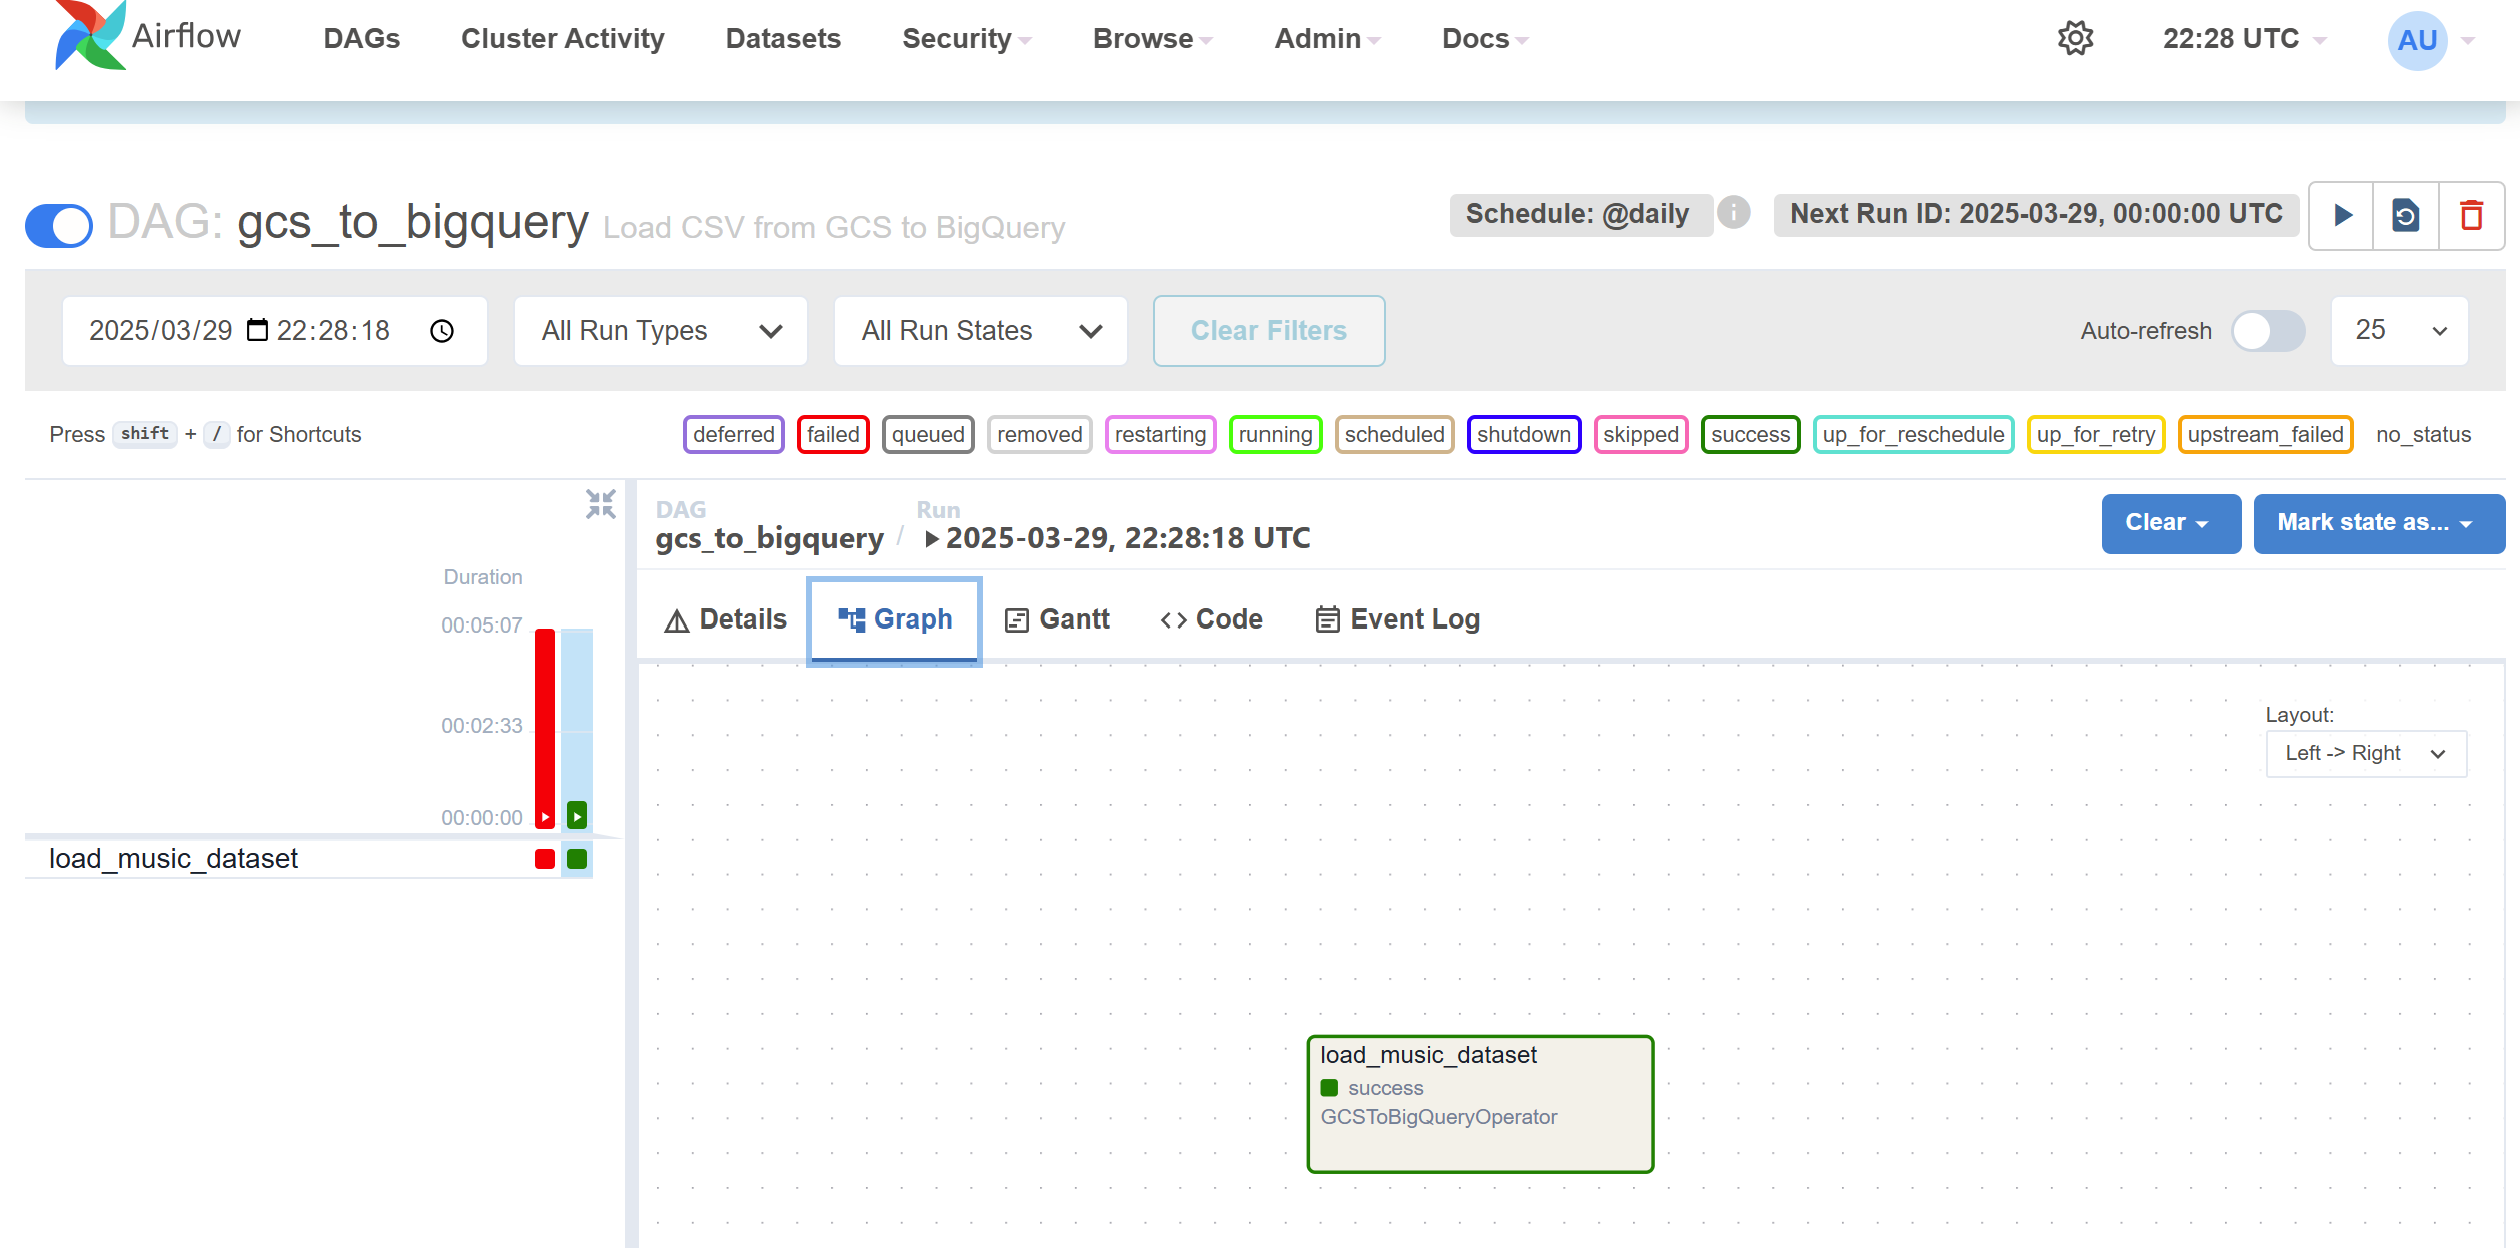 Airflow DAGs Cluster Activity Datasets Security Browse Admin Docs 22:28 UTC AU
DAG: gcs_to_bigquery Load CSV from GCS to BigQuery Schedule: @daily i Next Run ID: 2025-03-29, 00:00:00 UTC
2025/03/29 22:28:18 All Run Types All Run States Clear Filters Auto-refresh 25
Press shift + / for Shortcuts deferred failed queued removed restarting running scheduled shutdown skipped success up_for_reschedule up_for_retry upstream_failed no_status
DAG Run
gcs_to_bigquery / 2025-03-29, 22:28:18 UTC Clear Mark state as...
Duration
00:05:07
00:02:33
00:00:00
load_music_dataset
Details Graph Gantt <> Code Event Log
Layout:
Left -> Right
load_music_dataset
success
GCSToBigQueryOperator